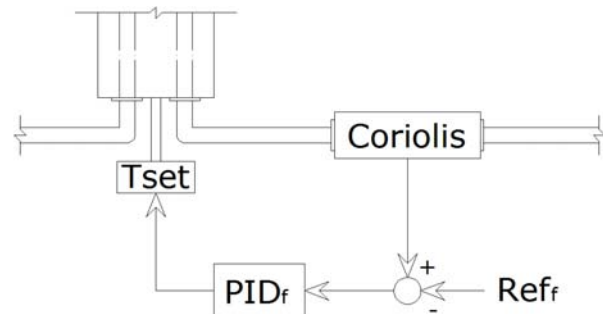 Coriolis
Tset
+
PIDf
Reff
-